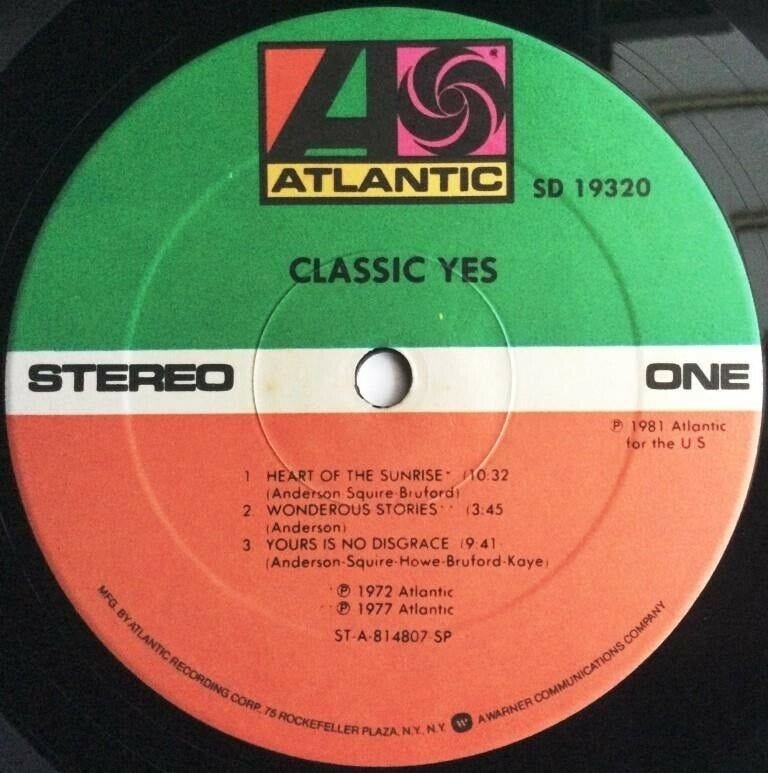 ATLANTIC
SD 19320
CLASSIC YES
STEREO
ONE
℗ 1981 Atlantic
for the U S
1 HEART OF THE SUNRISE* (10:32
(Anderson Squire-Bruford)
2. WONDEROUS STORIES** (3:45
(Anderson)
3. YOURS IS NO DISGRACE (9:41
(Anderson-Squire-Howe-Bruford-Kaye)
*℗ 1972 Atlantic
**℗ 1977 Atlantic
ST-A-814807-SP
MFG. BY ATLANTIC RECORDING CORP. 75 ROCKEFELLER PLAZA, N.Y. N.Y. A WARNER COMMUNICATIONS COMPANY